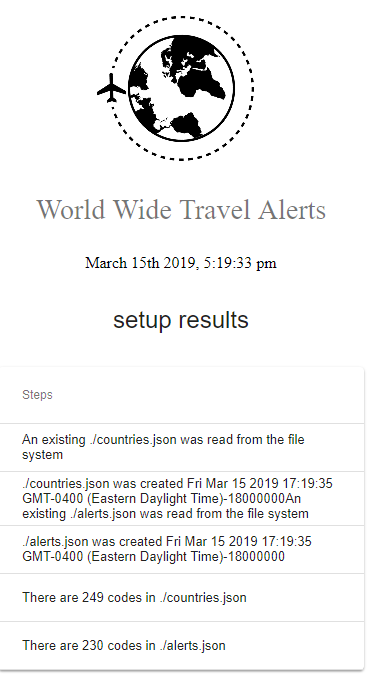 World Wide Travel Alerts
March 15th 2019, 5:19:33 pm
setup results
Steps
An existing ./countries.json was read from the file
system
./countries.json was created Fri Mar 15 2019 17:19:35
GMT-0400 (Eastern Daylight Time)-18000000An
existing ./alerts.json was read from the file system
./alerts.json was created Fri Mar 15 2019 17:19:35
GMT-0400 (Eastern Daylight Time)-18000000
There are 249 codes in ./countries.json
There are 230 codes in ./alerts.json